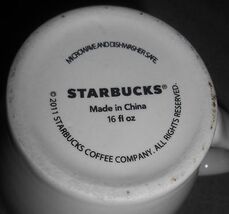 MICROWAVE AND DISHWASHER SAFE
STARBUCKS®
Made in China
16 fl oz
© 2011 STARBUCKS COFFEE COMPANY. ALL RIGHTS RESERVED.